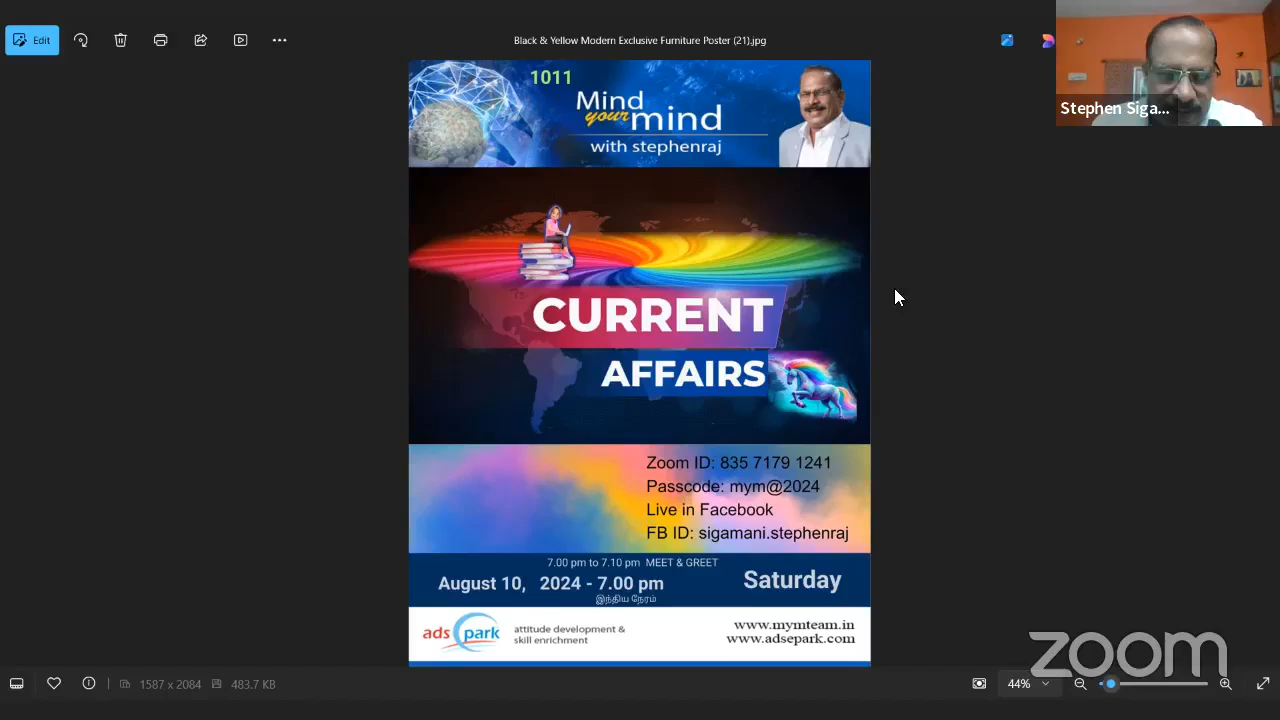 Edit
Black & Yellow Modern Exclusive Furniture Poster (21).jpg
Stephen Siga...
1011
Mind
your mind
with stephenraj
CURRENT
AFFAIRS
Zoom ID: 835 7179 1241
Passcode: mym@2024
Live in Facebook
FB ID: sigamani.stephenraj
7.00 pm to 7.10 pm MEET & GREET
August 10, 2024 - 7.00 pm
Saturday
இந்திய நேரம்
ads park
attitude development &
skill enrichment
www.mymteam.in
www.adsepark.com
1587 x 2084
483.7 KB
44%
zoom